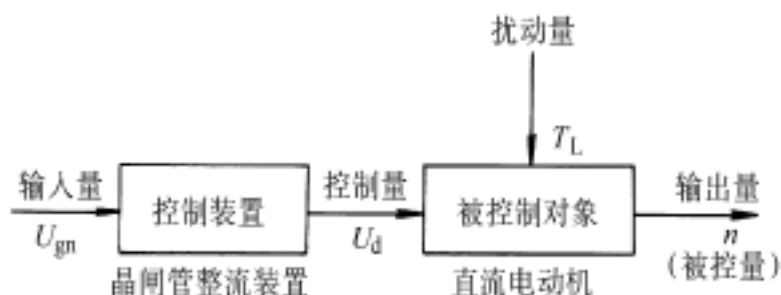 扰动量
T_L
输入量
控制装置
控制量
被控制对象
输出量
U_gn
U_d
n
(被控量)
晶闸管整流装置
直流电动机